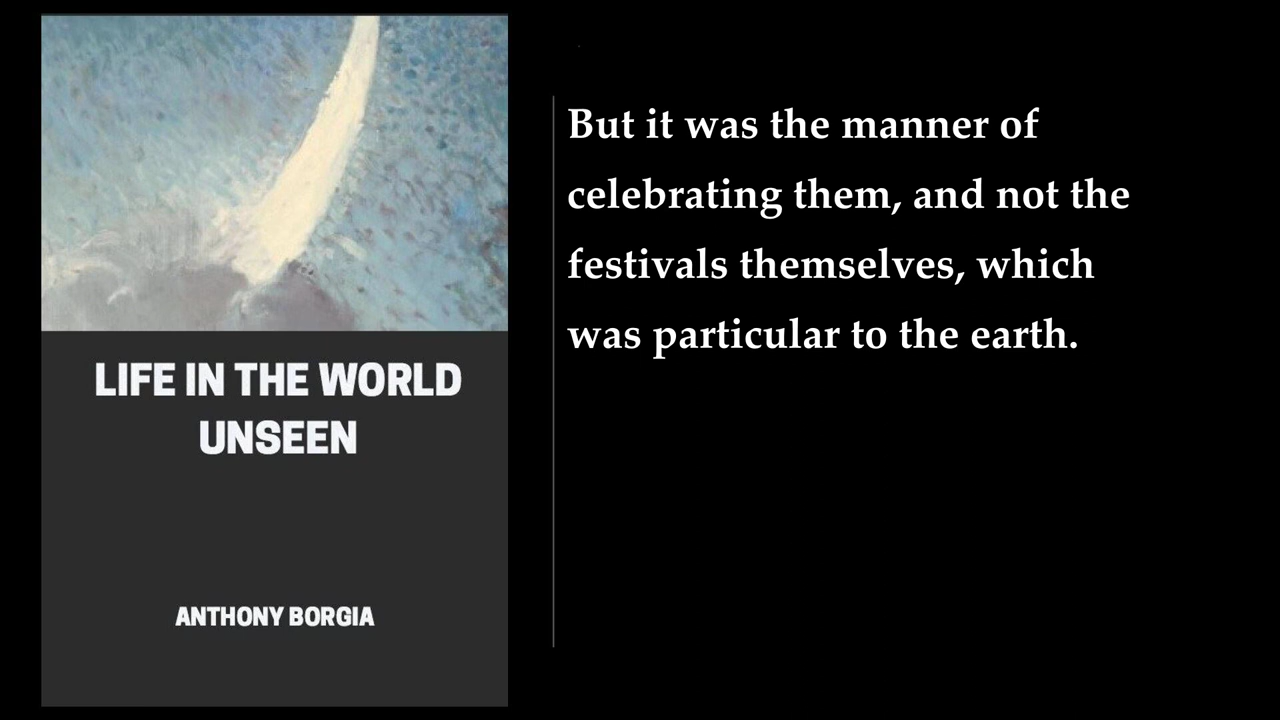 LIFE IN THE WORLD
UNSEEN
ANTHONY BORGIA
But it was the manner of
celebrating them, and not the
festivals themselves, which
was particular to the earth.